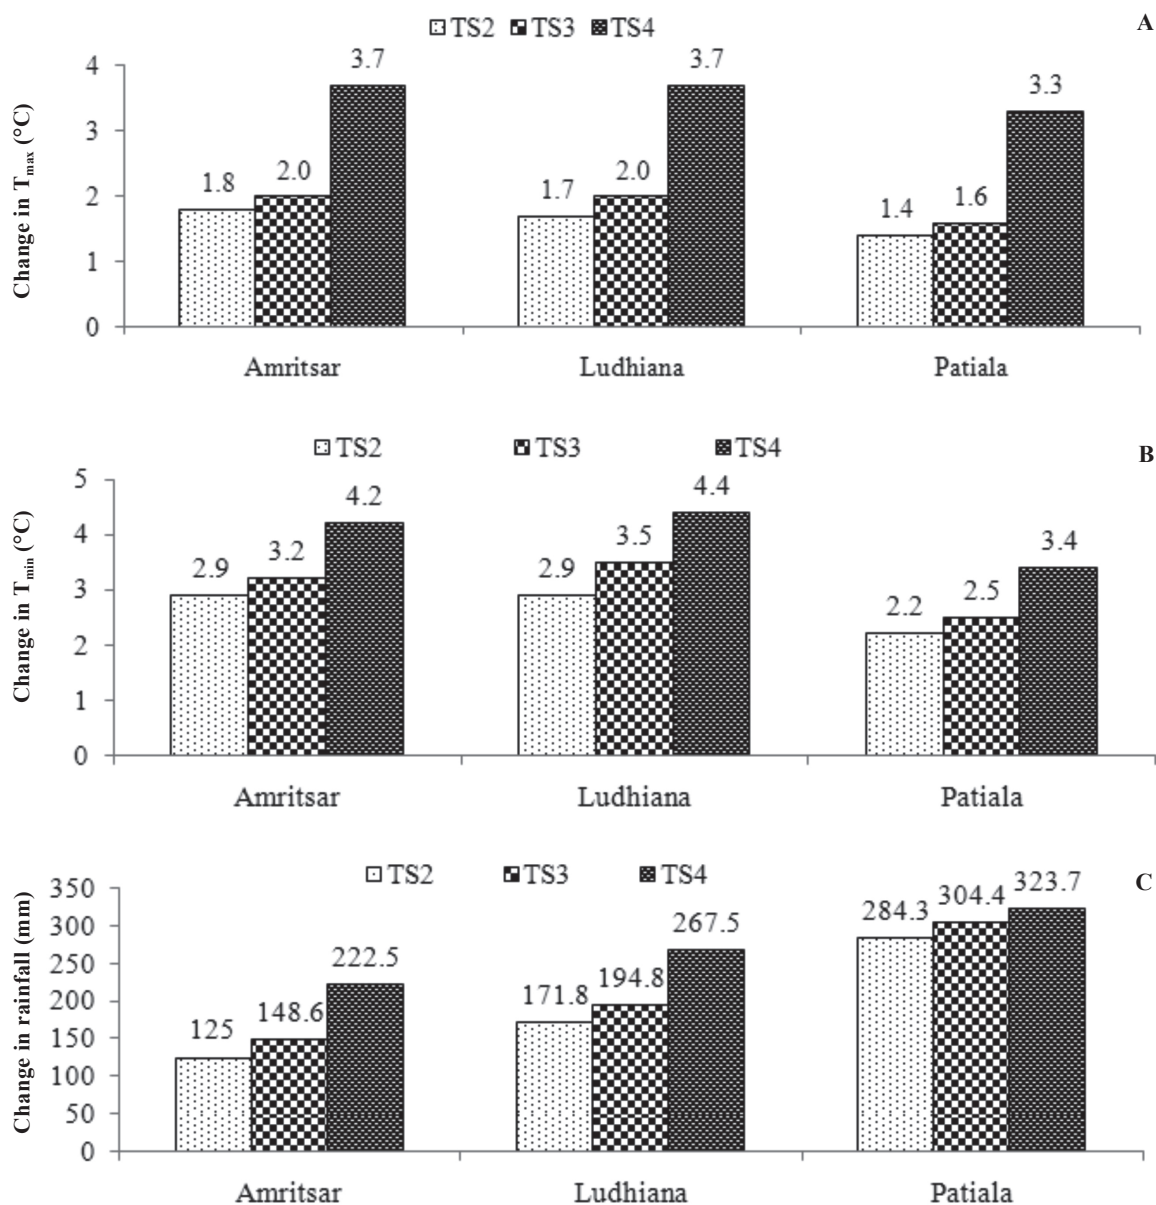 TS2 TS3 TS4
A
Change in Tmax (°C)
4
3
2
1
0
1.8 2.0 3.7
1.7 2.0 3.7
1.4 1.6 3.3
Amritsar Ludhiana Patiala
TS2 TS3 TS4
B
Change in Tmin (°C)
5
4
3
2
1
0
2.9 3.2 4.2
2.9 3.5 4.4
2.2 2.5 3.4
Amritsar Ludhiana Patiala
TS2 TS3 TS4
C
Change in rainfall (mm)
350
300
250
200
150
100
50
0
125 148.6 222.5
171.8 194.8 267.5
284.3 304.4 323.7
Amritsar Ludhiana Patiala